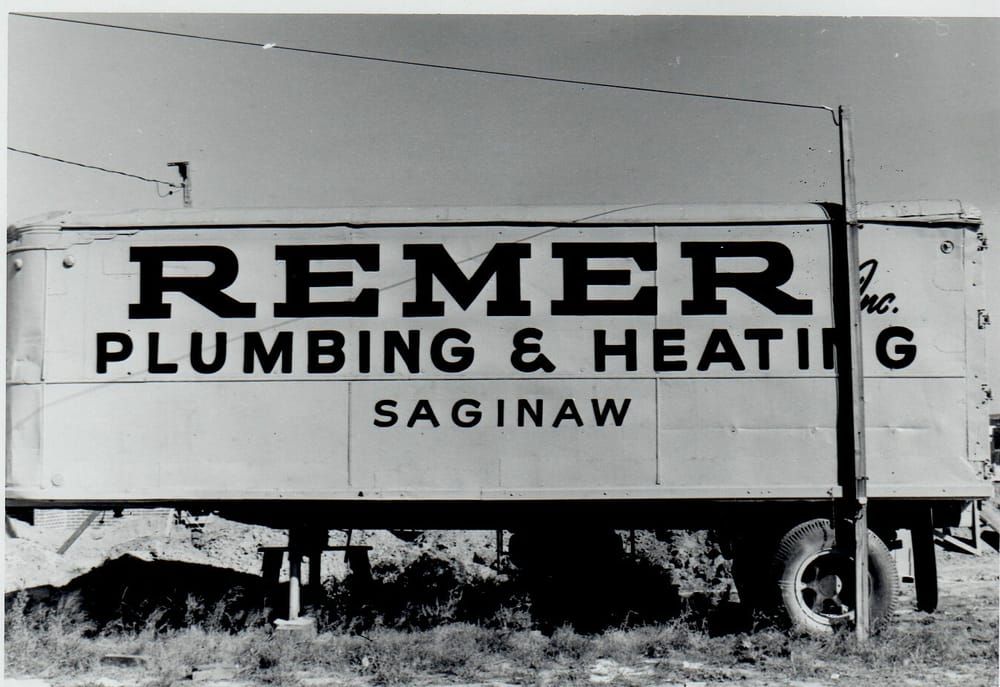 REMER Inc.
PLUMBING & HEATING
SAGINAW